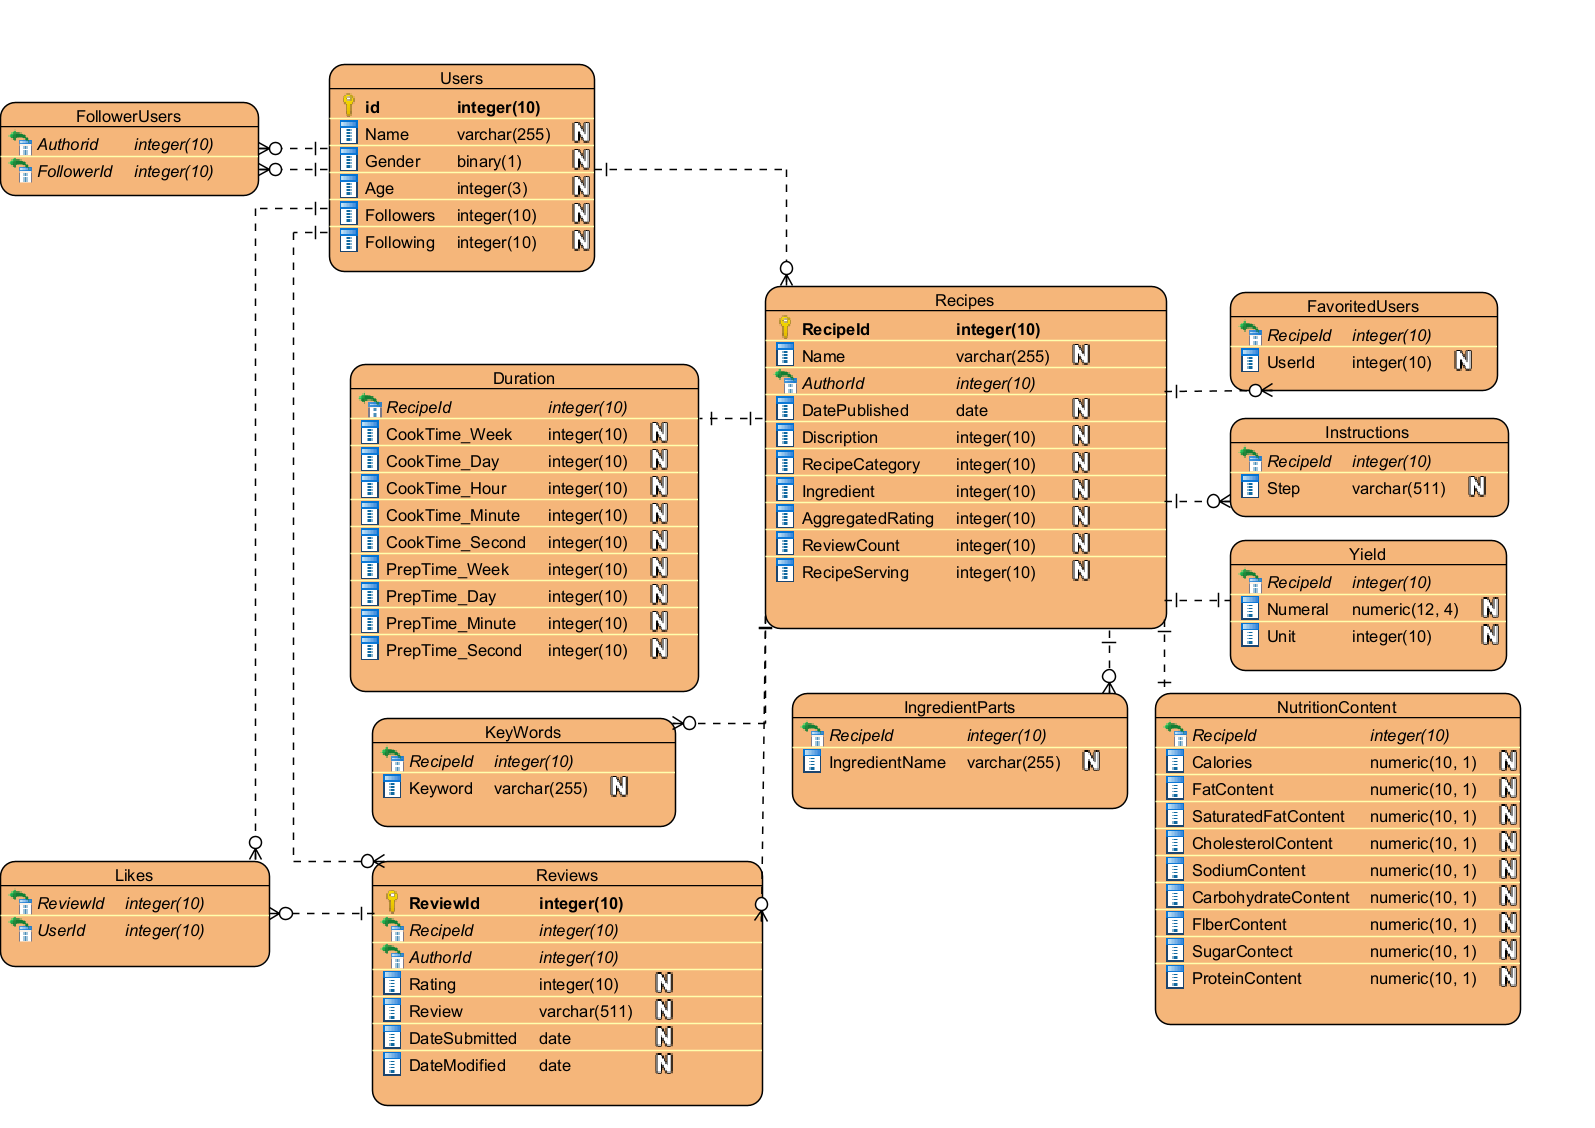 Users
id integer(10)
Name varchar(255) N
Gender binary(1) N
Age integer(3) N
Followers integer(10) N
Following integer(10) N
FollowerUsers
Authorid integer(10)
FollowerId integer(10)
Recipes
RecipeId integer(10)
Name varchar(255) N
AuthorId integer(10)
DatePublished date N
Discription integer(10) N
RecipeCategory integer(10) N
Ingredient integer(10) N
AggregatedRating integer(10) N
ReviewCount integer(10) N
RecipeServing integer(10) N
FavoritedUsers
RecipeId integer(10)
UserId integer(10) N
Duration
RecipeId integer(10)
CookTime_Week integer(10) N
CookTime_Day integer(10) N
CookTime_Hour integer(10) N
CookTime_Minute integer(10) N
CookTime_Second integer(10) N
PrepTime_Week integer(10) N
PrepTime_Day integer(10) N
PrepTime_Minute integer(10) N
PrepTime_Second integer(10) N
Instructions
RecipeId integer(10)
Step varchar(511) N
Yield
RecipeId integer(10)
Numeral numeric(12, 4) N
Unit integer(10) N
KeyWords
RecipeId integer(10)
Keyword varchar(255) N
IngredientParts
RecipeId integer(10)
IngredientName varchar(255) N
NutritionContent
RecipeId integer(10)
Calories numeric(10, 1) N
FatContent numeric(10, 1) N
SaturatedFatContent numeric(10, 1) N
CholesterolContent numeric(10, 1) N
SodiumContent numeric(10, 1) N
CarbohydrateContent numeric(10, 1) N
FIberContent numeric(10, 1) N
SugarContect numeric(10, 1) N
ProteinContent numeric(10, 1) N
Likes
ReviewId integer(10)
UserId integer(10)
Reviews
ReviewId integer(10)
RecipeId integer(10)
AuthorId integer(10)
Rating integer(10) N
Review varchar(511) N
DateSubmitted date N
DateModified date N